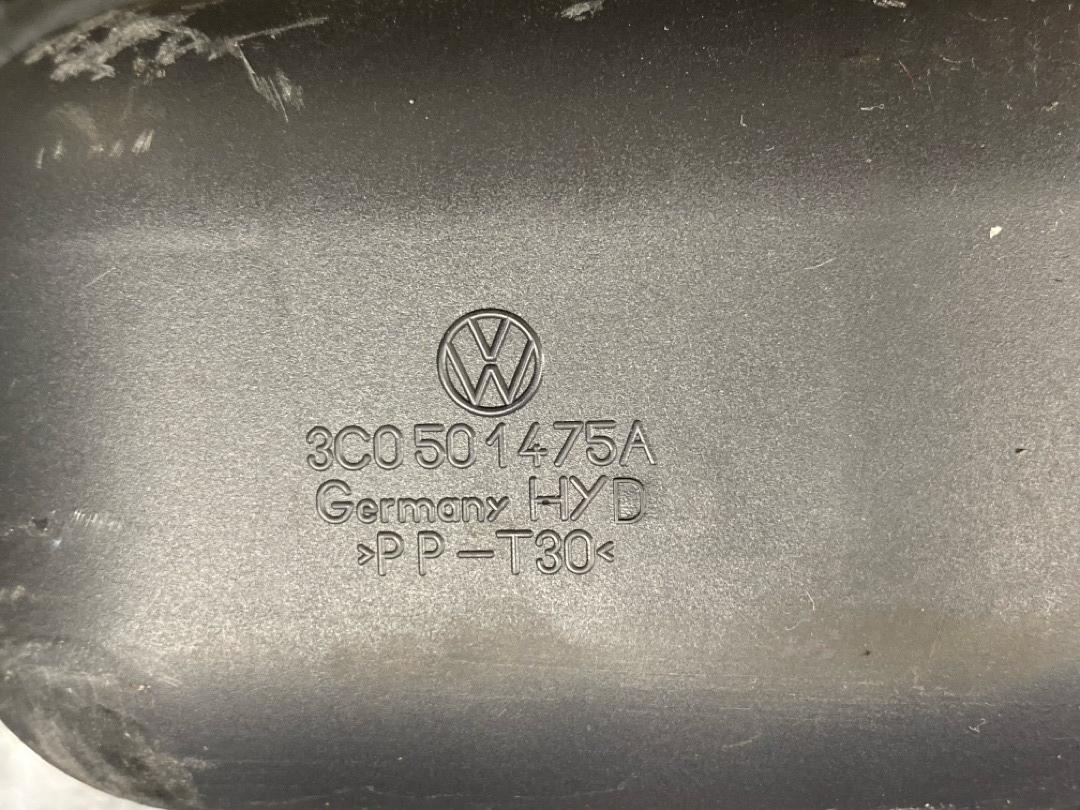 3C0 501 475A
Germany HYD
>PP-T30<